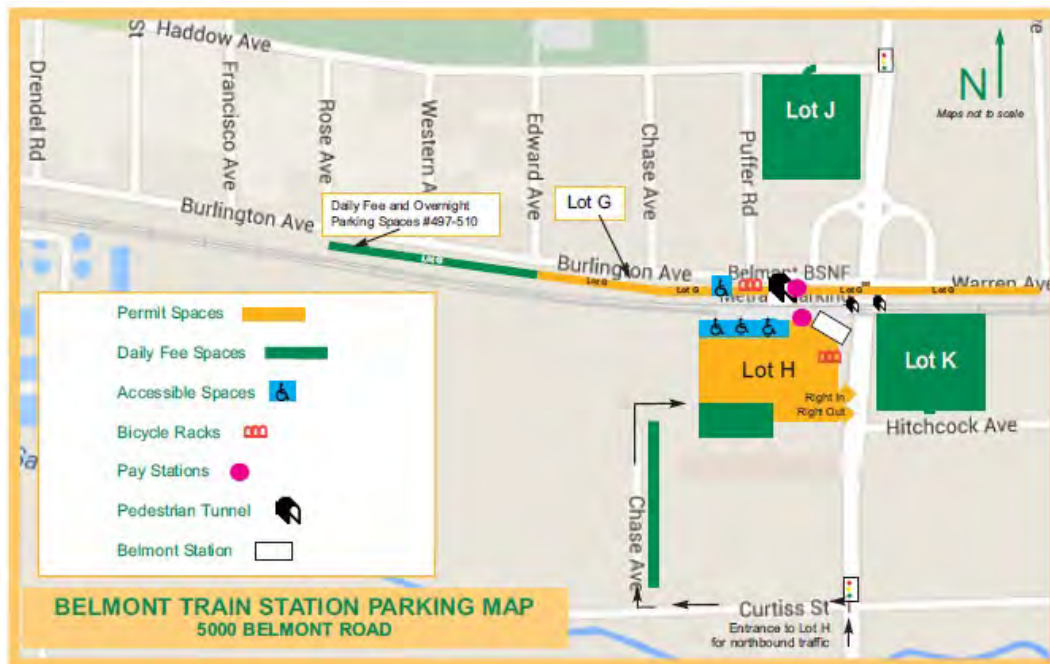 Haddow Ave
St
Drendel Rd
Francisco Ave
Rose Ave
Western A
Edward Ave
Chase Ave
Puffer Rd
Lot J
N
Maps not to scale
Daily Fee and Overnight
Parking Spaces #497-510
Lot G
Burlington Ave
Lot G
Burlington Ave
Lot G
Lot G
Belmont BSNF
Metra Parking
Lot G
Lot G
Warren Ave
Permit Spaces
Daily Fee Spaces
Accessible Spaces
Bicycle Racks
Pay Stations
Pedestrian Tunnel
Belmont Station
Lot H
Lot K
Right In
Right Out
Hitchcock Ave
Chase Ave
Curtiss St
Entrance to Lot H
for northbound traffic
BELMONT TRAIN STATION PARKING MAP
5000 BELMONT ROAD